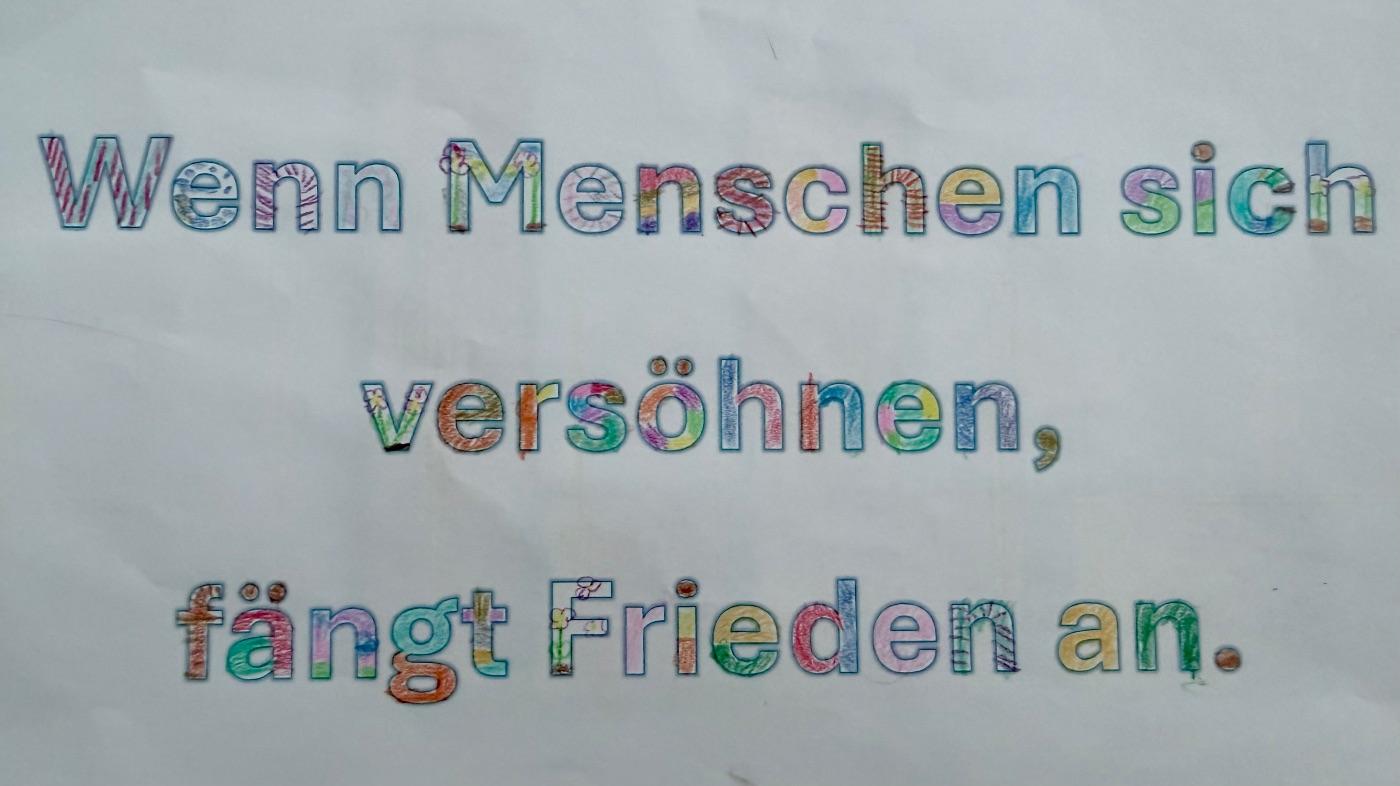 Wenn Menschen sich
versöhnen,
fängt Frieden an.